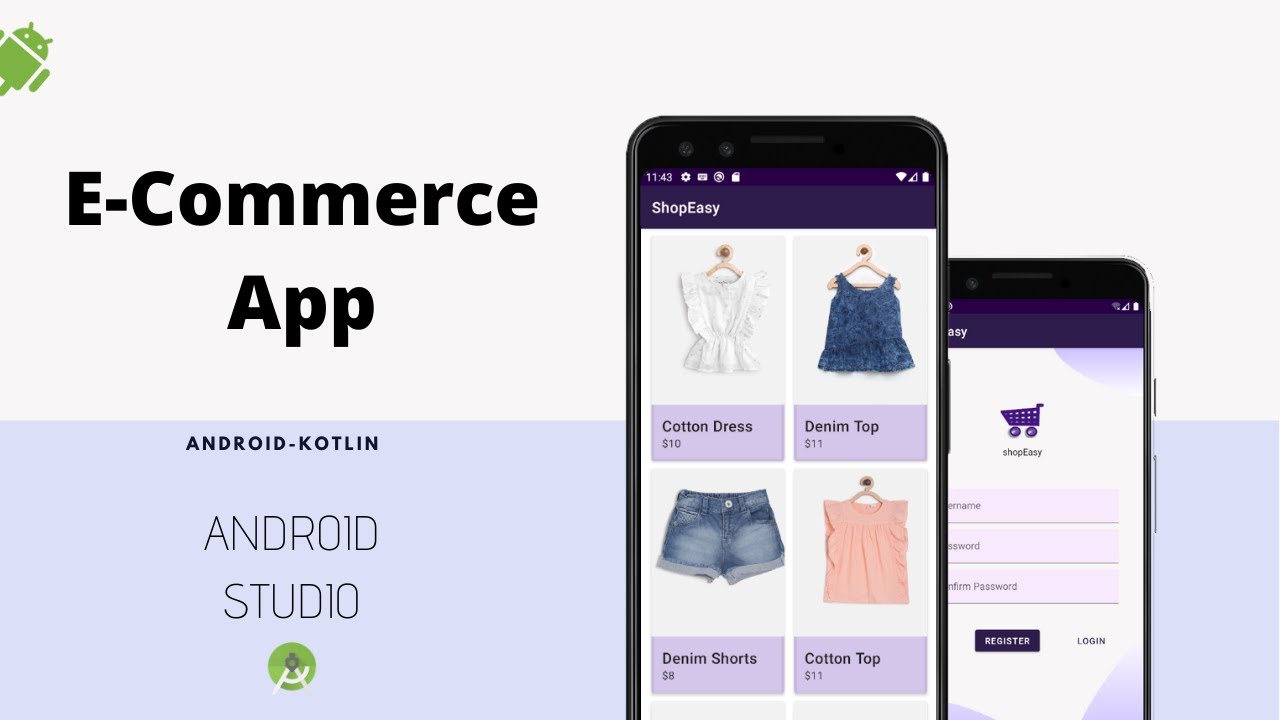 E-Commerce
App
ANDROID-KOTLIN
ANDROID
STUDIO
11:43
ShopEasy
Cotton Dress
$10
Denim Top
$11
Denim Shorts
$8
Cotton Top
$11
asy
shopEasy
ername
ssword
nfirm Password
REGISTER
LOGIN